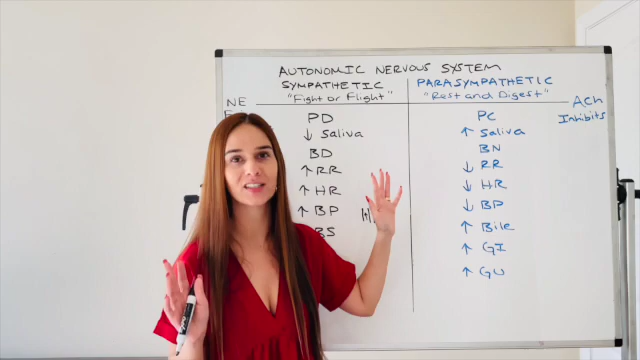 AUTONOMIC NERVOUS SYSTEM
SYMPATHETIC
"Fight or Flight"
NE
PD
↓ Saliva
BD
↑ RR
↑ HR
↑ BP
BS
PARASYMPATHETIC
"Rest and Digest"
ACh
Inhibits
PC
↑ Saliva
BN
↓ RR
↓ HR
↓ BP
↑ Bile
↑ GI
↑ GU